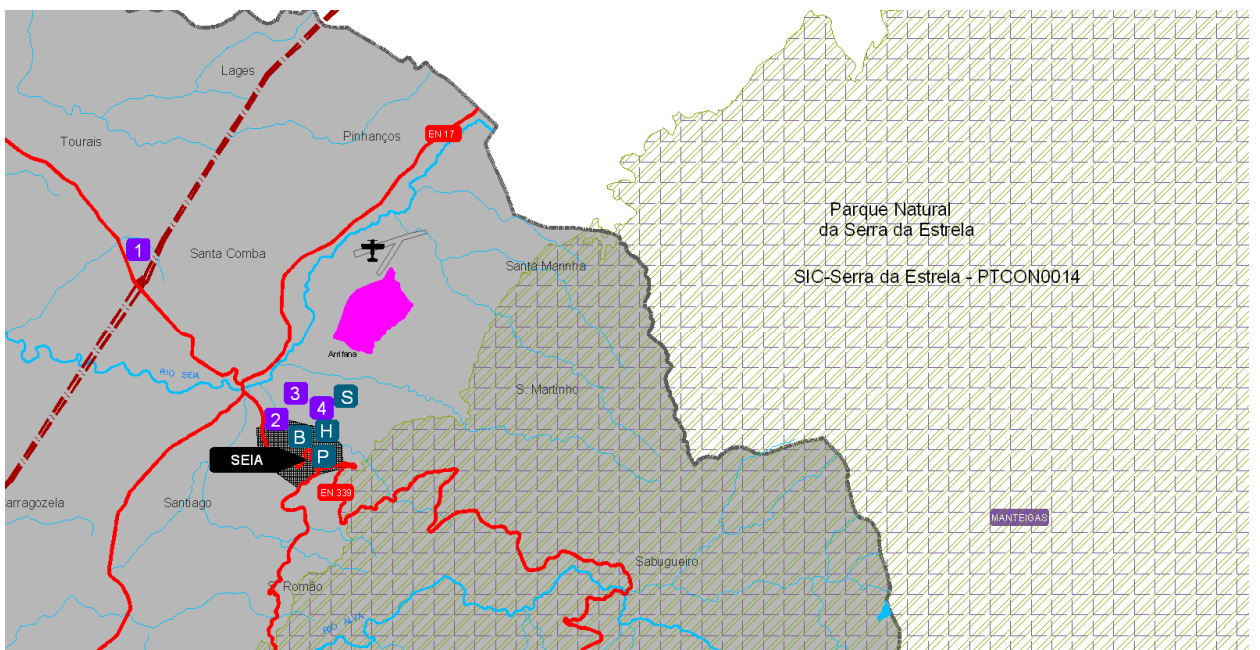 Lages
Tourais
Pinhanços
EN 17
Parque Natural
da Serra da Estrela
1
Santa Comba
Santa Marinha
SIC-Serra da Estrela - PTCON0014
Arrifana
RIO SEIA
3
S
S. Martinho
4
2
B
H
SEIA
P
EN 339
arragozela
Santiago
MANTEIGAS
Sabugueiro
S. Romão
RIO ALVA